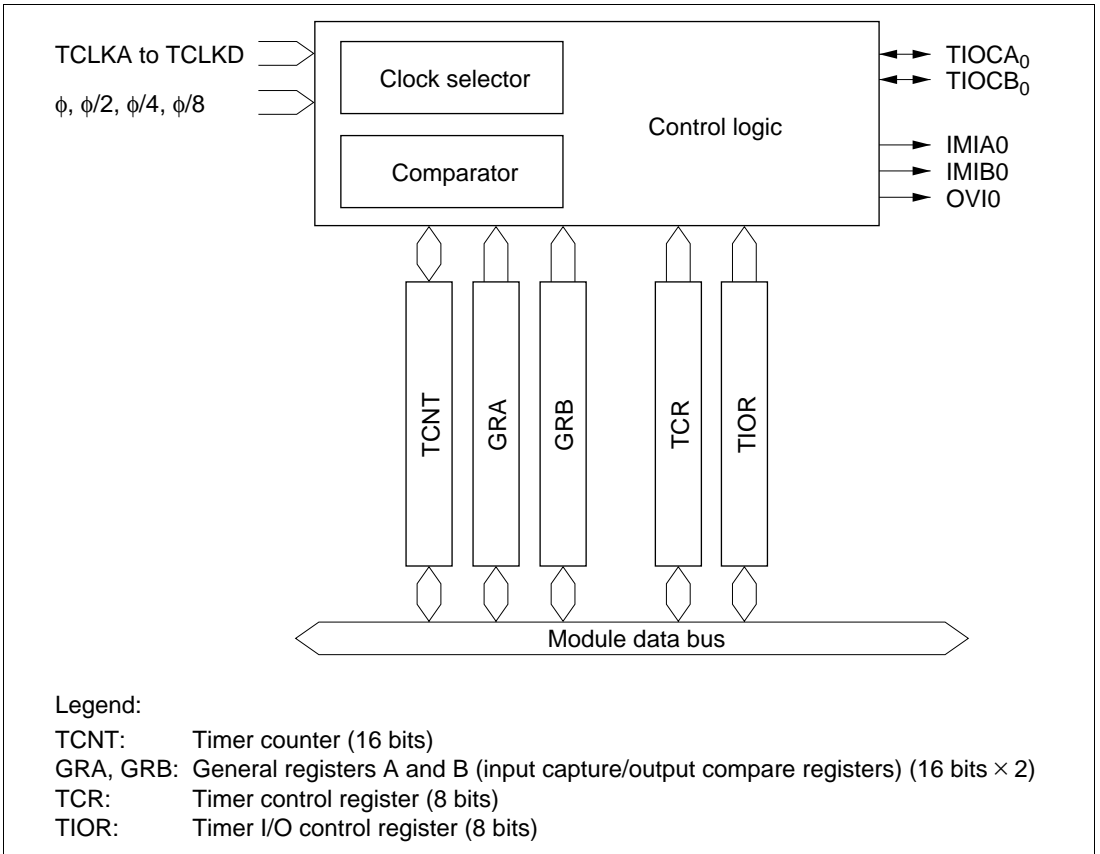 TCLKA to TCLKD
ϕ, ϕ/2, ϕ/4, ϕ/8
Clock selector
Comparator
Control logic
TIOCA0
TIOCB0
IMIA0
IMIB0
OVI0
TCNT
GRA
GRB
TCR
TIOR
Module data bus
Legend:
TCNT: Timer counter (16 bits)
GRA, GRB: General registers A and B (input capture/output compare registers) (16 bits × 2)
TCR: Timer control register (8 bits)
TIOR: Timer I/O control register (8 bits)